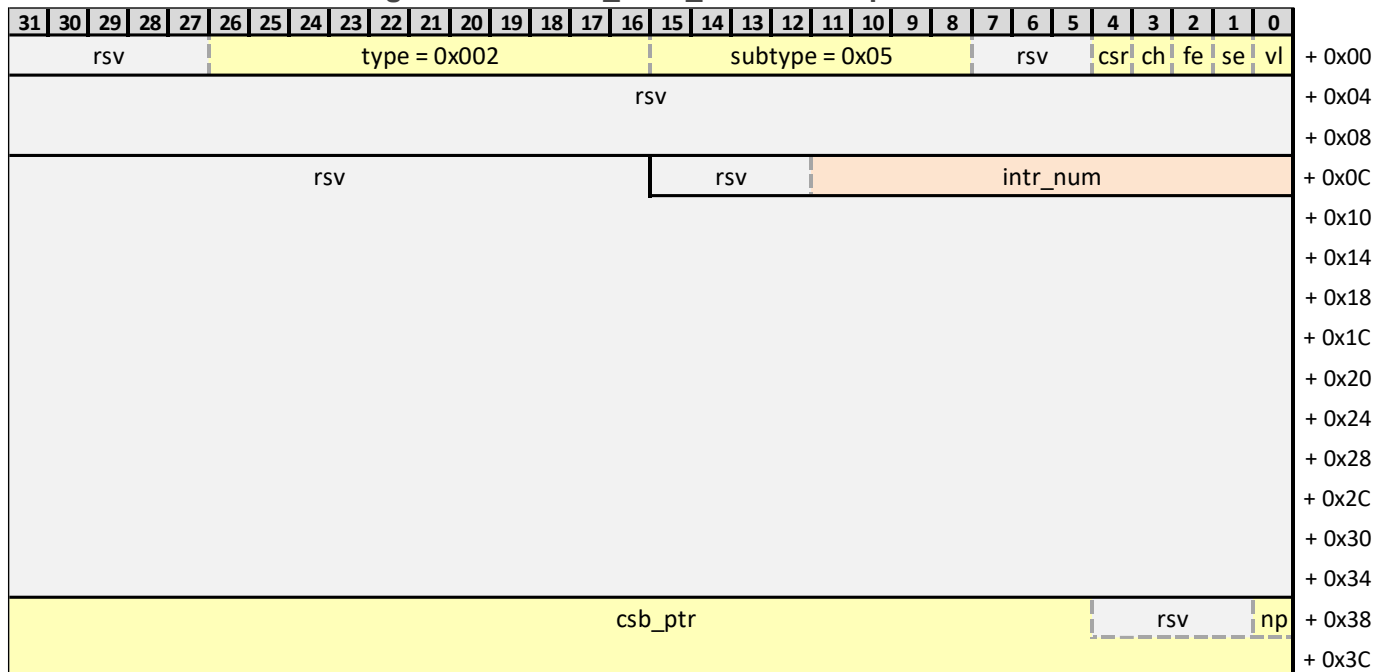 31 30 29 28 27 26 25 24 23 22 21 20 19 18 17 16 15 14 13 12 11 10 9 8 7 6 5 4 3 2 1 0
rsv type = 0x002 subtype = 0x05 rsv csr ch fe se vl + 0x00
rsv + 0x04
+ 0x08
rsv rsv intr_num + 0x0C
+ 0x10
+ 0x14
+ 0x18
+ 0x1C
+ 0x20
+ 0x24
+ 0x28
+ 0x2C
+ 0x30
+ 0x34
csb_ptr rsv np + 0x38
+ 0x3C